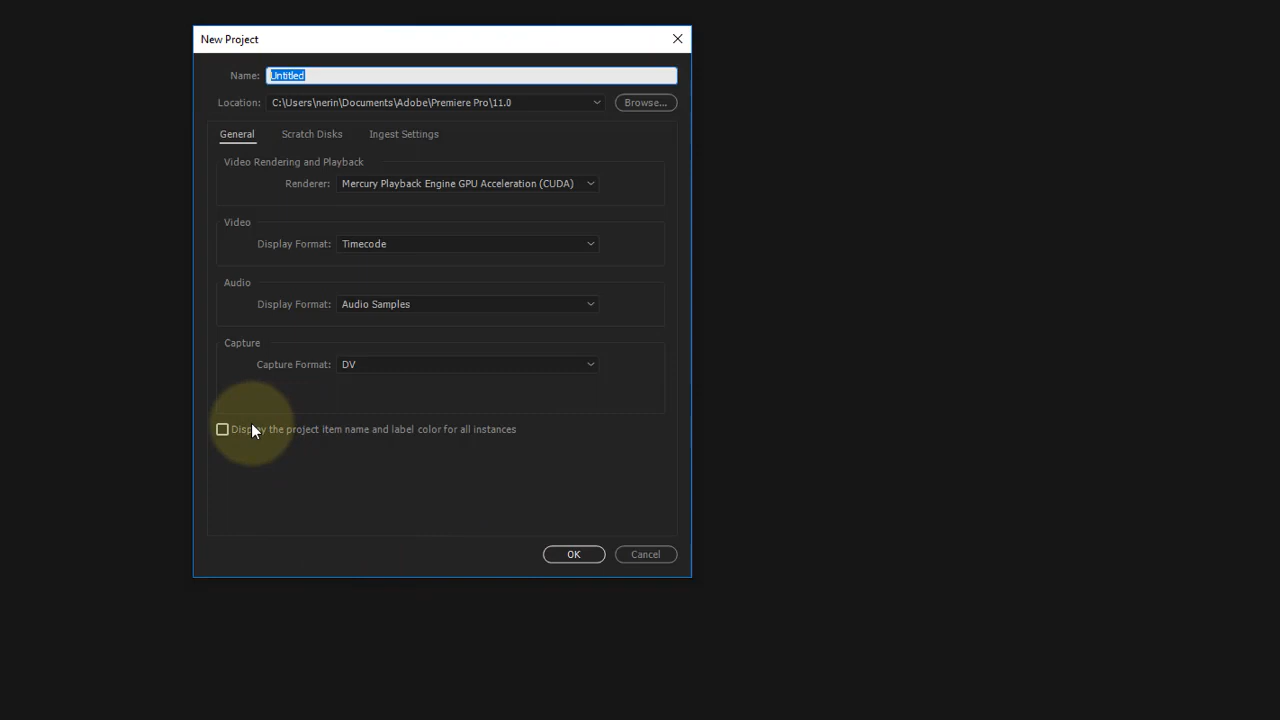 New Project
Name: Untitled
Location: C:\Users\nerin\Documents\Adobe\Premiere Pro\11.0 Browse...
General Scratch Disks Ingest Settings
Video Rendering and Playback
Renderer: Mercury Playback Engine GPU Acceleration (CUDA)
Video
Display Format: Timecode
Audio
Display Format: Audio Samples
Capture
Capture Format: DV
Display the project item name and label color for all instances
OK Cancel